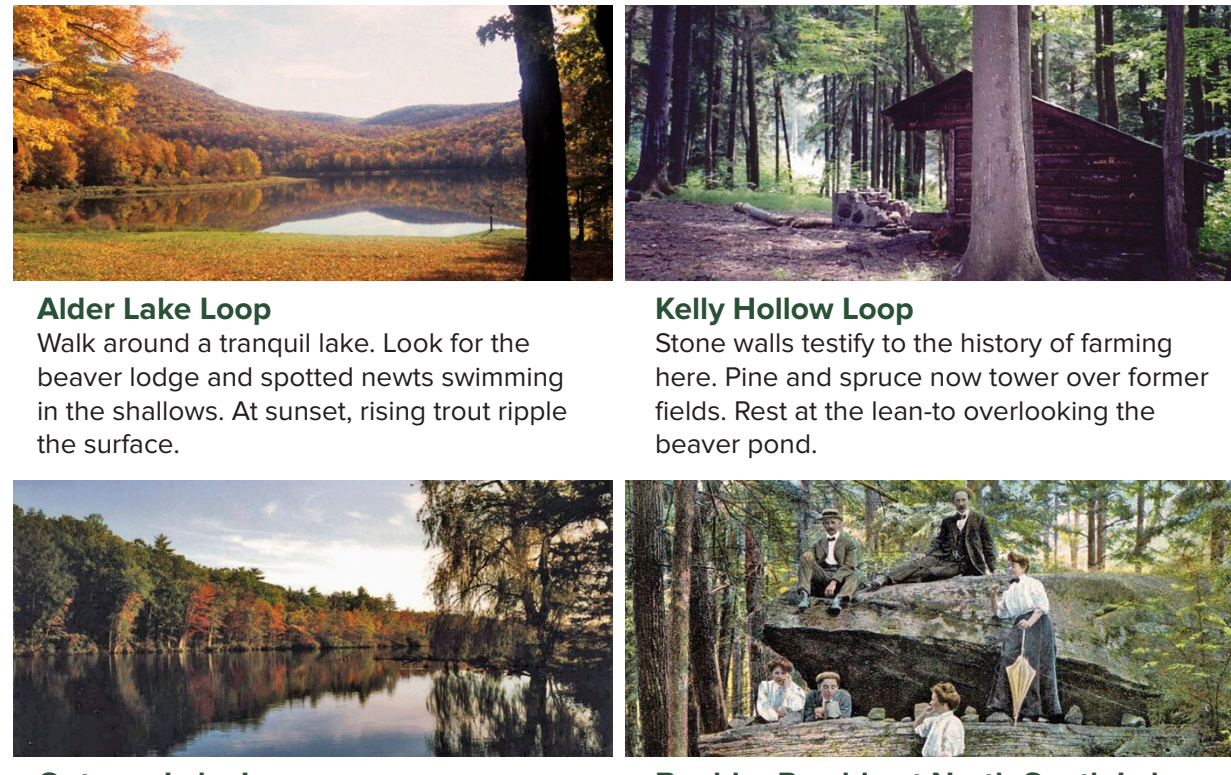 Alder Lake Loop
Walk around a tranquil lake. Look for the
beaver lodge and spotted newts swimming
in the shallows. At sunset, rising trout ripple
the surface.
Kelly Hollow Loop
Stone walls testify to the history of farming
here. Pine and spruce now tower over former
fields. Rest at the lean-to overlooking the
beaver pond.